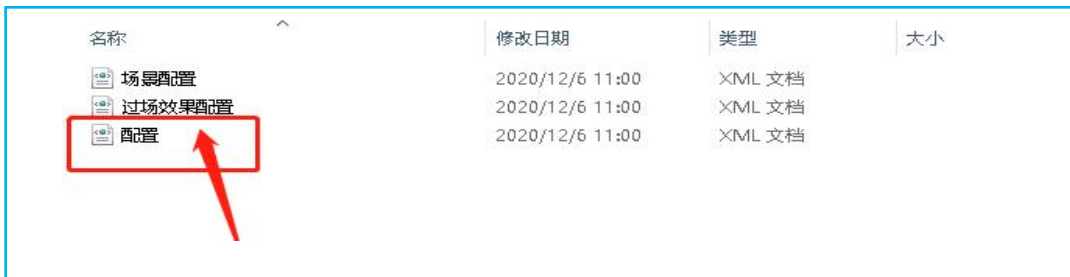 名称 修改日期 类型 大小
场景配置 2020/12/6 11:00 XML 文档
过场效果配置 2020/12/6 11:00 XML 文档
配置 2020/12/6 11:00 XML 文档